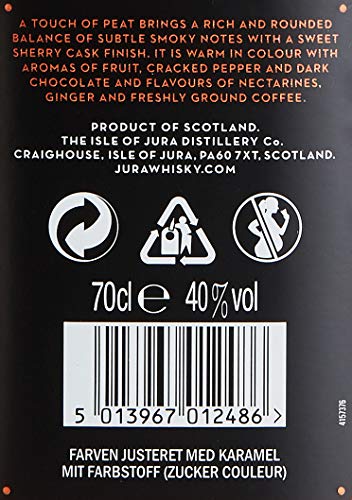 A TOUCH OF PEAT BRINGS A RICH AND ROUNDED
BALANCE OF SUBTLE SMOKY NOTES WITH A SWEET
SHERRY CASK FINISH. IT IS WARM IN COLOUR WITH
AROMAS OF FRUIT, CRACKED PEPPER AND DARK
CHOCOLATE AND FLAVOURS OF NECTARINES,
GINGER AND FRESHLY GROUND COFFEE.
PRODUCT OF SCOTLAND.
THE ISLE OF JURA DISTILLERY Co.
CRAIGHOUSE, ISLE OF JURA, PA60 7XT, SCOTLAND.
JURAWHISKY.COM
70cl e 40%vol
5 013967 012486 >
4157376
FARVEN JUSTERET MED KARAMEL
MIT FARBSTOFF (ZUCKER COULEUR)